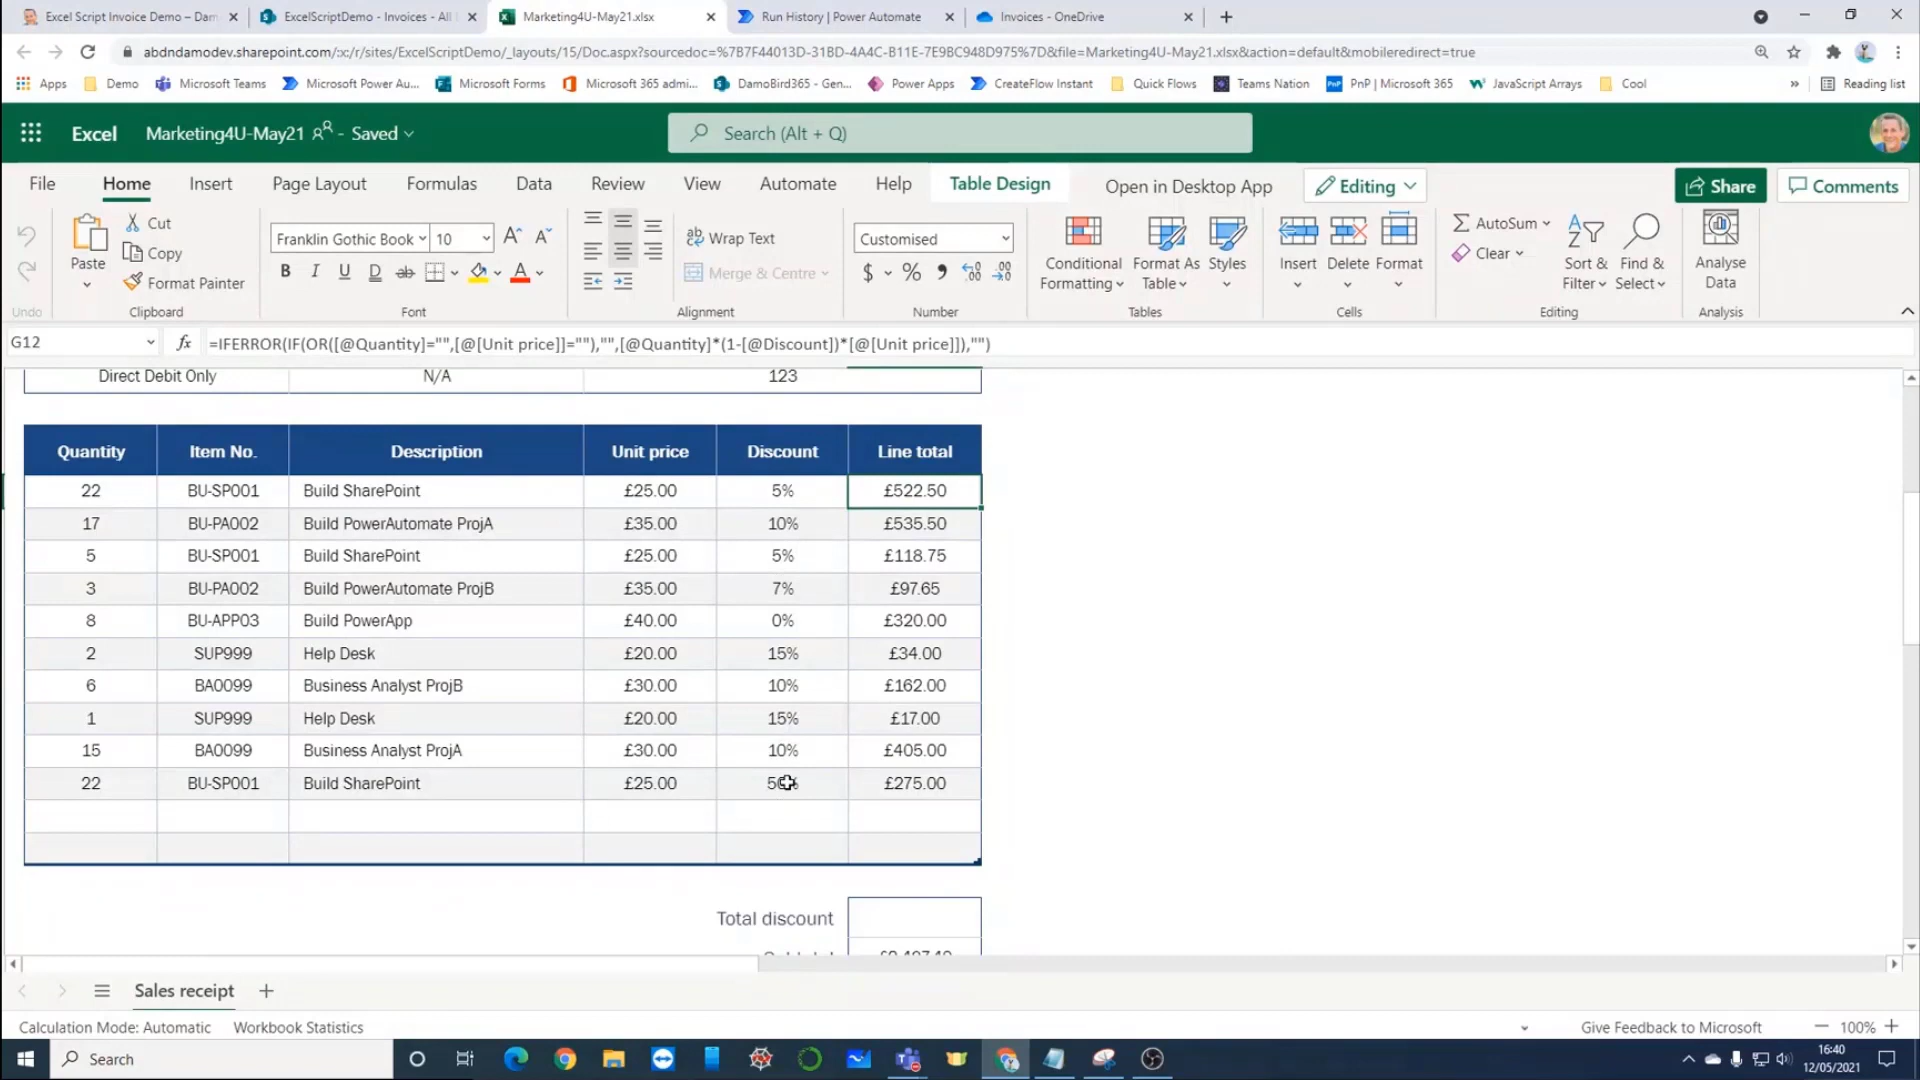 Excel Script Invoice Demo – Dam
ExcelScriptDemo - Invoices - All
Marketing4U-May21.xlsx
Run History | Power Automate
Invoices - OneDrive
abdndamodev.sharepoint.com/:x:/r/sites/ExcelScriptDemo/_layouts/15/Doc.aspx?sourcedoc=%7B7F44013D-31BD-4A4C-B11E-7E9BC948D975%7D&file=Marketing4U-May21.xlsx&action=default&mobileredirect=true
Apps
Demo
Microsoft Teams
Microsoft Power Au...
Microsoft Forms
Microsoft 365 admi...
DamoBird365 - Gen...
Power Apps
CreateFlow Instant
Quick Flows
Teams Nation
PnP | Microsoft 365
JavaScript Arrays
Cool
»
Reading list
Excel
Marketing4U-May21 - Saved
Search (Alt + Q)
File Home Insert Page Layout Formulas Data Review View Automate Help Table Design
Open in Desktop App
Editing
Share
Comments
Paste
Cut
Copy
Format Painter
Franklin Gothic Book
10
B I U D ab
Wrap Text
Merge & Centre
Customised
$ % 
Conditional Formatting
Format As Table
Styles
Insert
Delete
Format
AutoSum
Clear
Sort & Filter
Find & Select
Analyse Data
Undo Clipboard Font Alignment Number Tables Cells Editing Analysis
G12
fx
=IFERROR(IF(OR([@Quantity]="",[@[Unit price]]=""),"",[@Quantity]*(1-[@Discount])*[@[Unit price]]),"")
Direct Debit Only N/A 123
Quantity Item No. Description Unit price Discount Line total
22 BU-SP001 Build SharePoint £25.00 5% £522.50
17 BU-PA002 Build PowerAutomate ProjA £35.00 10% £535.50
5 BU-SP001 Build SharePoint £25.00 5% £118.75
3 BU-PA002 Build PowerAutomate ProjB £35.00 7% £97.65
8 BU-APP03 Build PowerApp £40.00 0% £320.00
2 SUP999 Help Desk £20.00 15% £34.00
6 BA0099 Business Analyst ProjB £30.00 10% £162.00
1 SUP999 Help Desk £20.00 15% £17.00
15 BA0099 Business Analyst ProjA £30.00 10% £405.00
22 BU-SP001 Build SharePoint £25.00 50% £275.00
Total discount
Sales receipt
Calculation Mode: Automatic Workbook Statistics
Give Feedback to Microsoft
100%
Search
16:40
12/05/2021